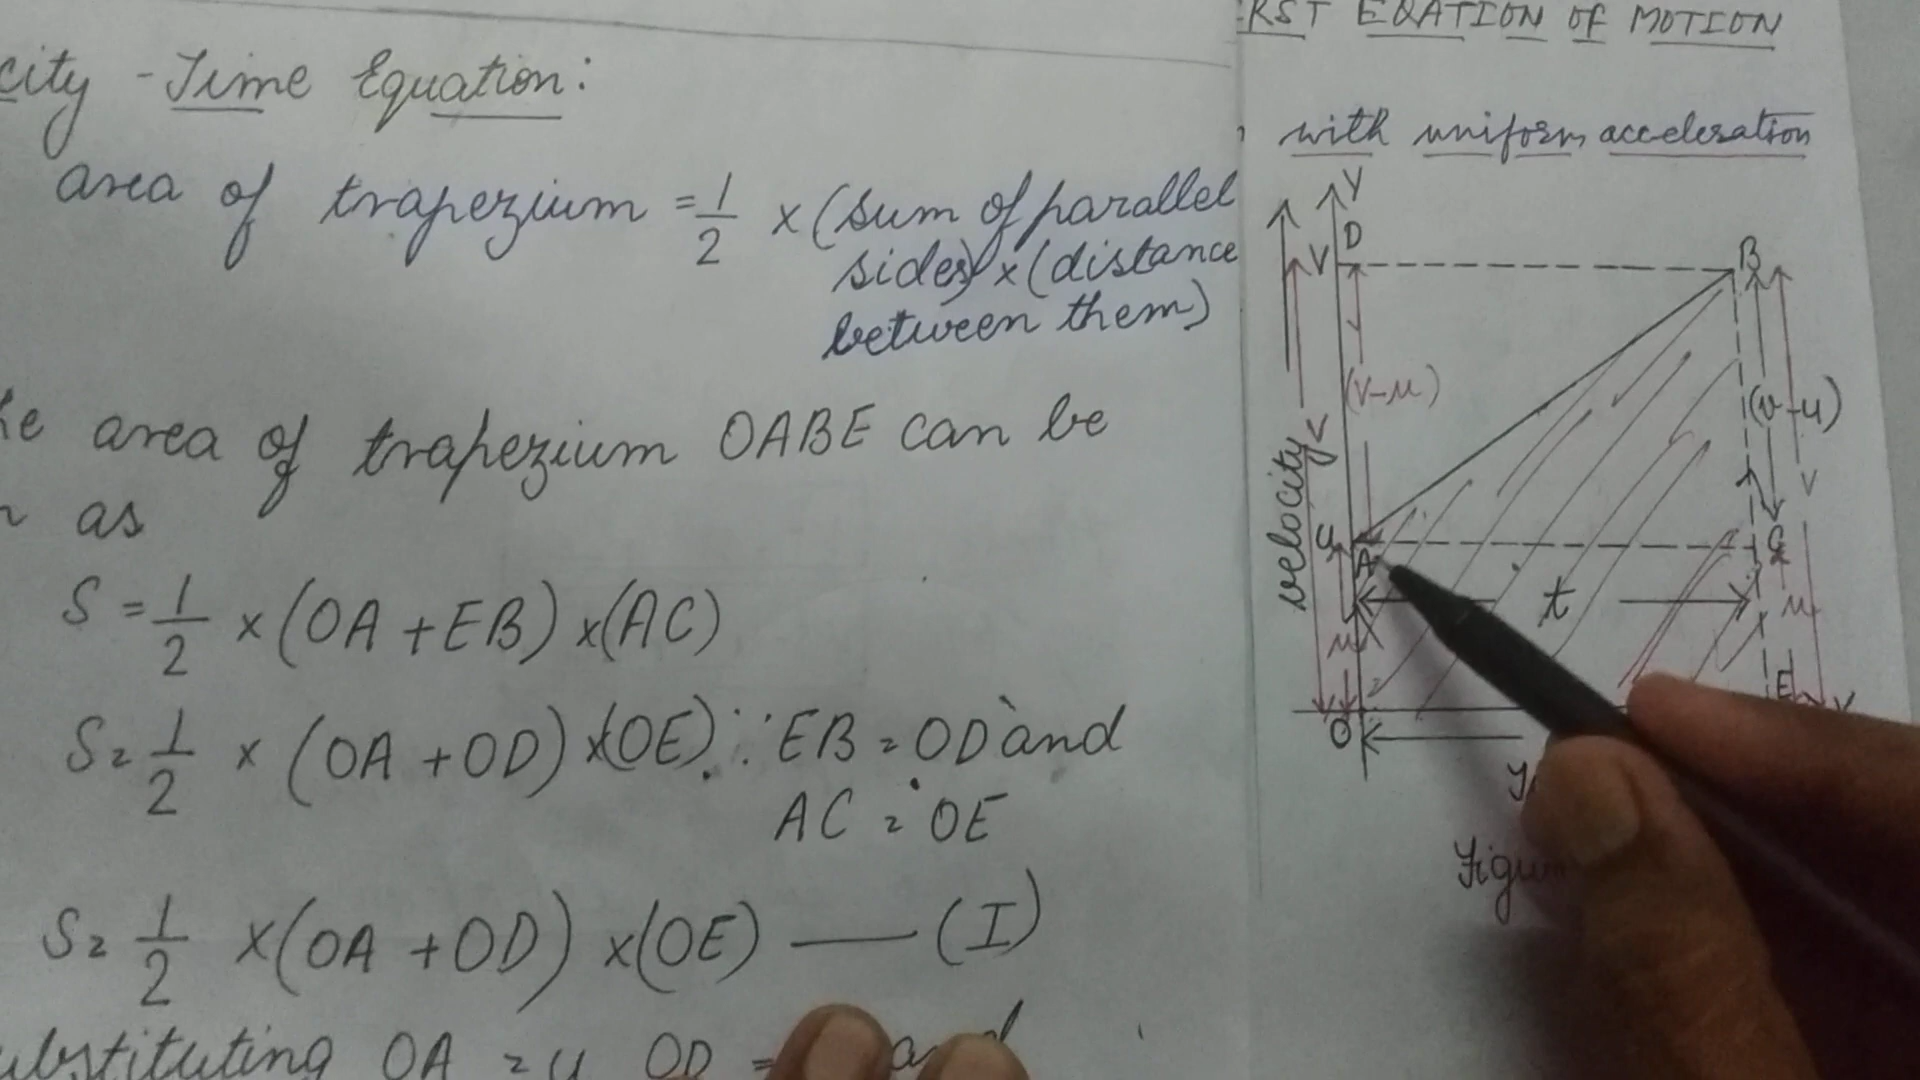 city - Time Equation:
area of trapezium = 1/2 × (sum of parallel
sides) × (distance
between them)
area of trapezium OABE can be
as
S = 1/2 × (OA + EB) × (AC)
S = 1/2 × (OA + OD) × (OE) ∵ EB = OD and
AC = OE
S = 1/2 × (OA + OD) × (OE) — (I)
ubstituting OA = u OD =
RST EQATION OF MOTION
with uniform acceleration
Y
D
V
B
(v-u)
(v-u)
V
velocity
u
A
C
t
u
u
E
O
X
Figu